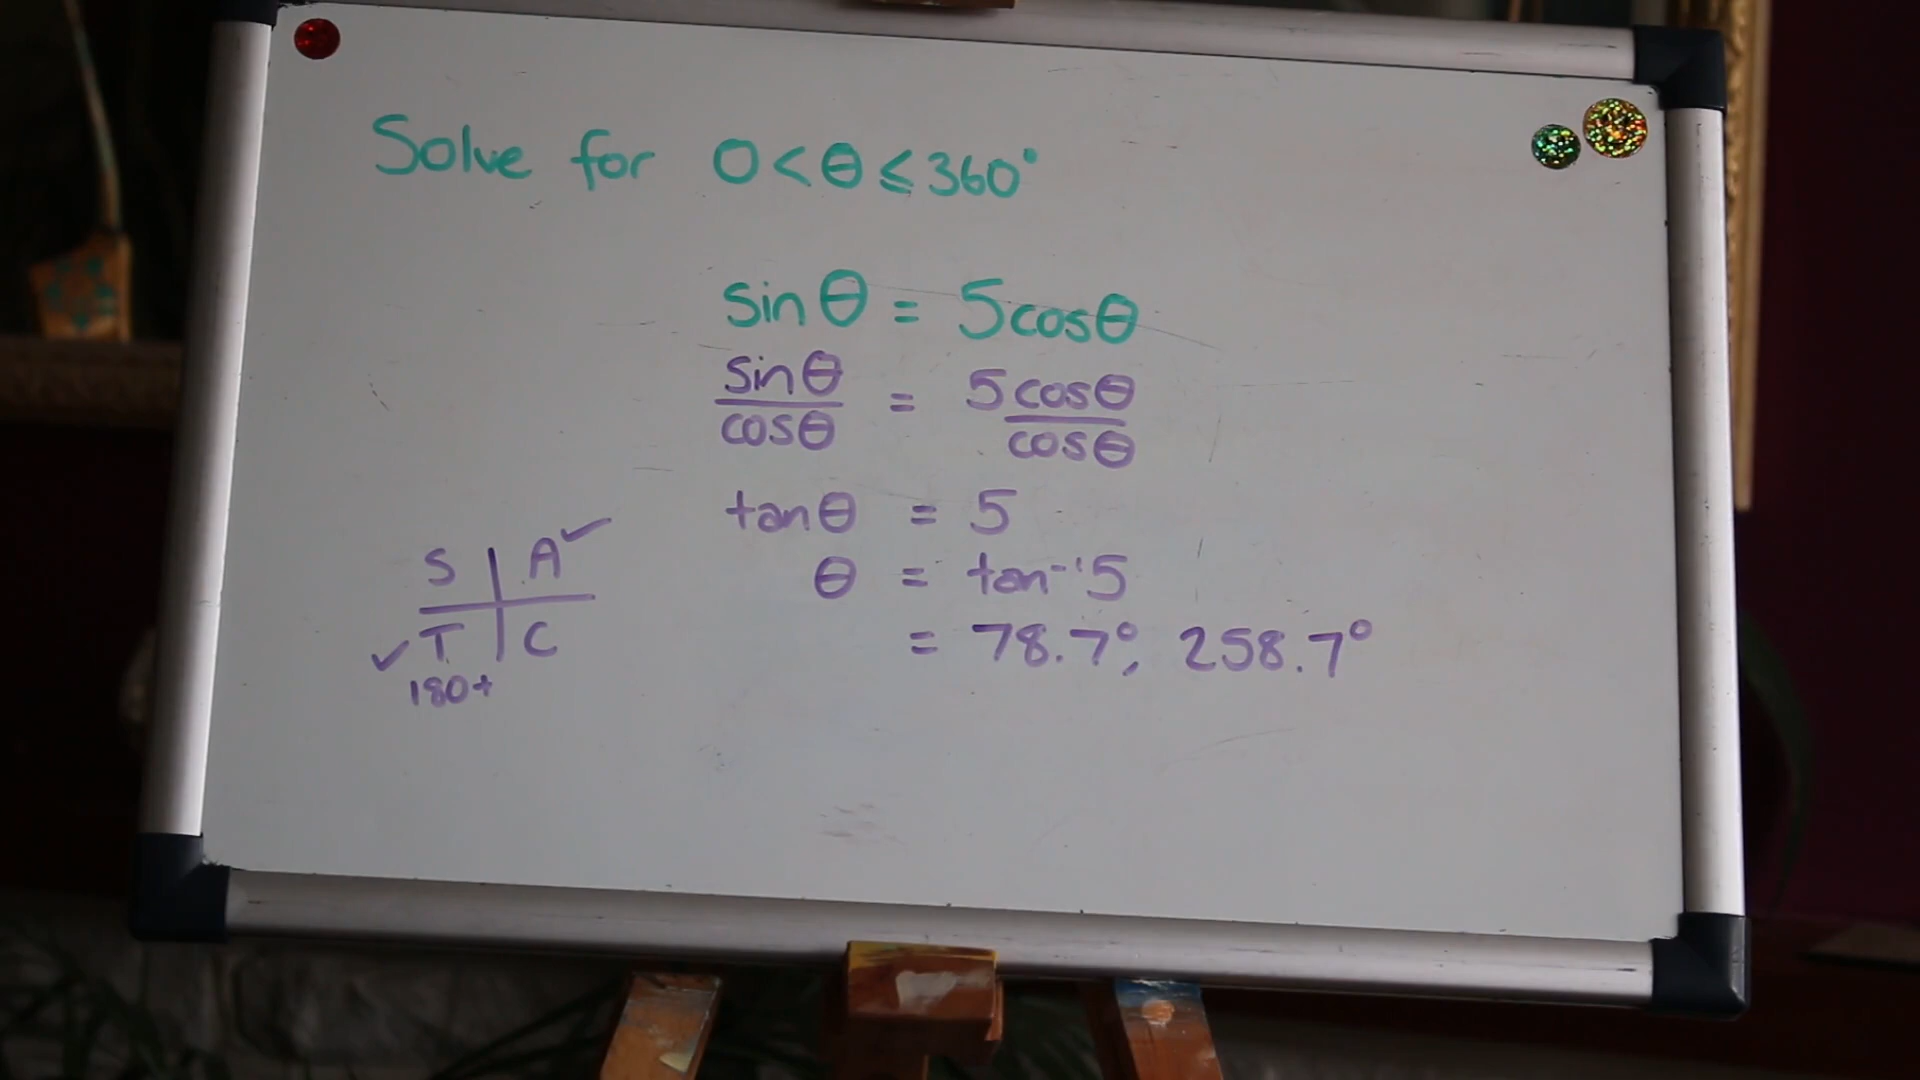 Solve for 0<θ≤360°
sinθ = 5cosθ
sinθ/cosθ = 5cosθ/cosθ
tanθ = 5
θ = tan⁻¹5
= 78.7°, 258.7°
S A✓
✓T C
180+